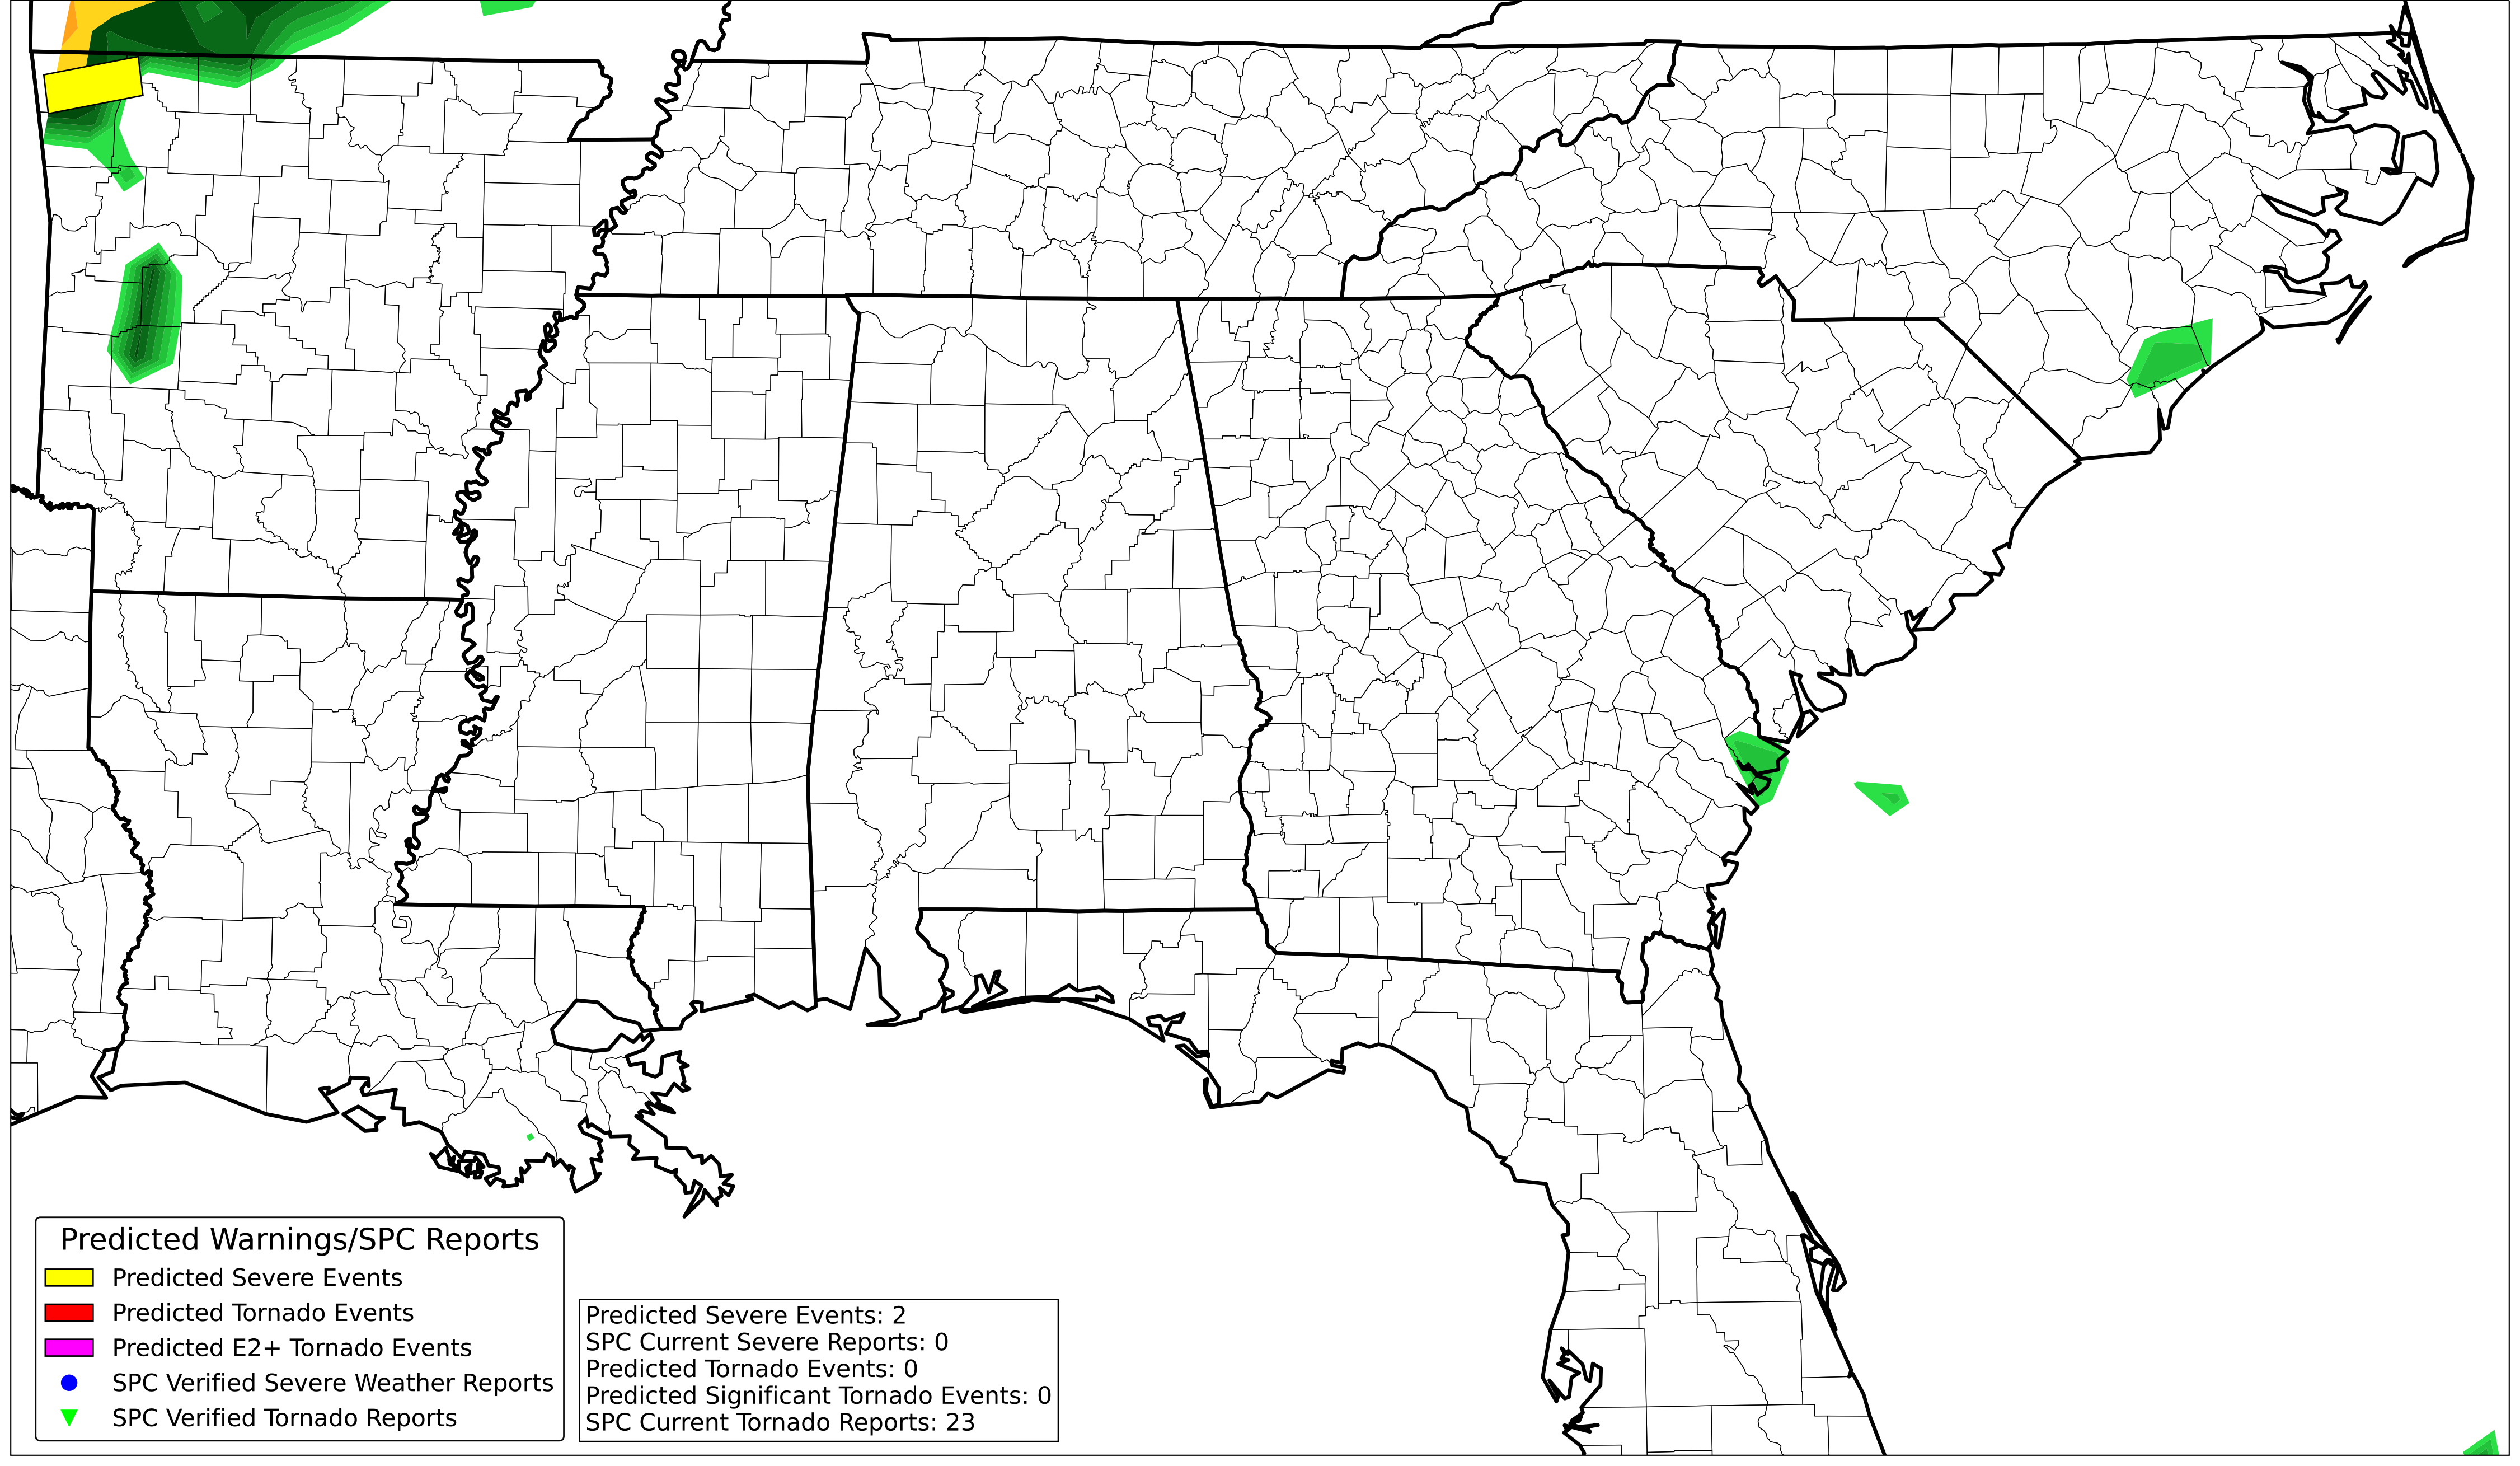 Predicted Warnings/SPC Reports
Predicted Severe Events
Predicted Tornado Events
Predicted E2+ Tornado Events
SPC Verified Severe Weather Reports
SPC Verified Tornado Reports
Predicted Severe Events: 2
SPC Current Severe Reports: 0
Predicted Tornado Events: 0
Predicted Significant Tornado Events: 0
SPC Current Tornado Reports: 23